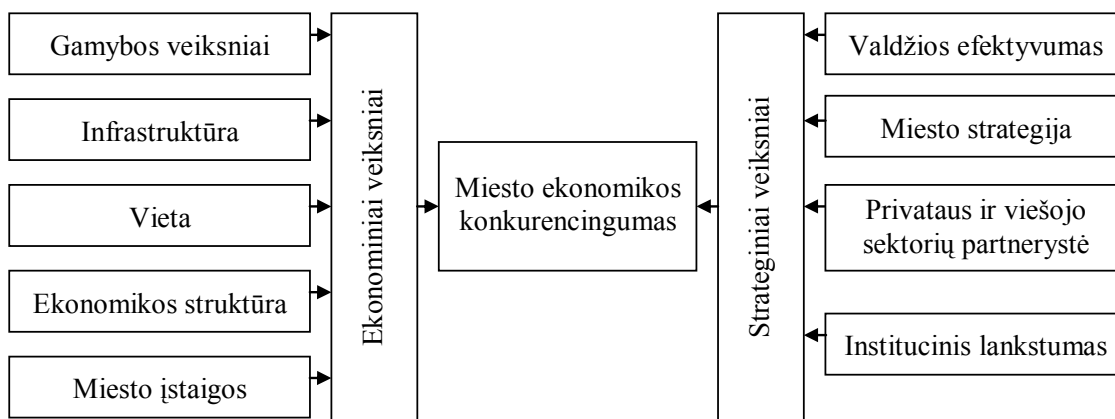 Gamybos veiksniai
Infrastruktūra
Vieta
Ekonomikos struktūra
Miesto įstaigos
Ekonominiai veiksniai
Miesto ekonomikos
konkurencingumas
Strateginiai veiksniai
Valdžios efektyvumas
Miesto strategija
Privataus ir viešojo
sektorių partnerystė
Institucinis lankstumas